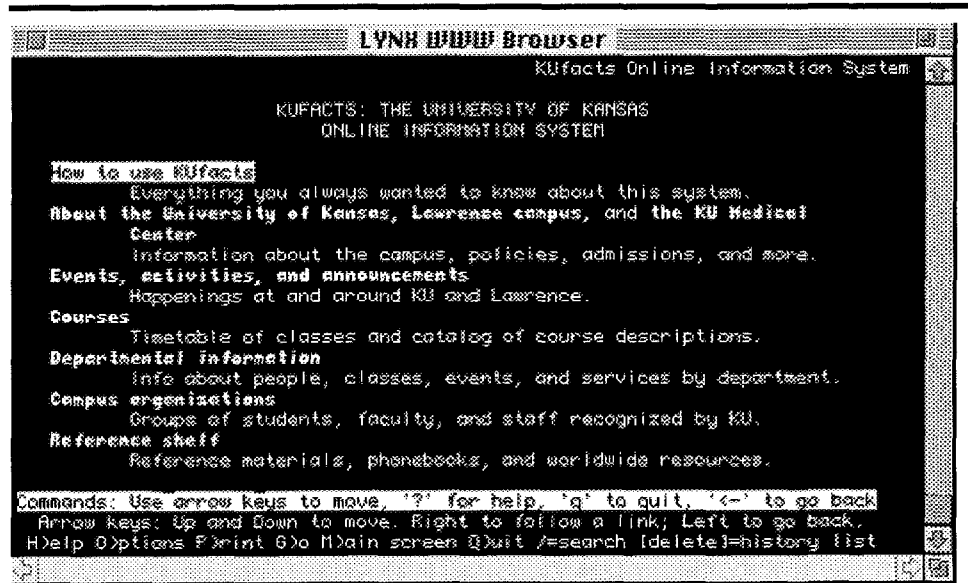 LYNX WWW Browser
KUfacts Online Information System
KUFACTS: THE UNIVERSITY OF KANSAS
ONLINE INFORMATION SYSTEM
How to use KUfacts
Everything you always wanted to know about this system.
About the University of Kansas, Lawrence campus, and the KU Medical
Center
Information about the campus, policies, admissions, and more.
Events, activities, and announcements
Happenings at and around KU and Lawrence.
Courses
Timetable of classes and catalog of course descriptions.
Departmental information
Info about people, classes, events, and services by department.
Campus organizations
Groups of students, faculty, and staff recognized by KU.
Reference shelf
Reference materials, phonebooks, and worldwide resources.
Commands: Use arrow keys to move, '?' for help, 'q' to quit, '<-' to go back
Arrow keys: Up and Down to move. Right to follow a link; Left to go back.
H)elp O)ptions P)rint G)o M)ain screen Q)uit /=search [delete]=history list